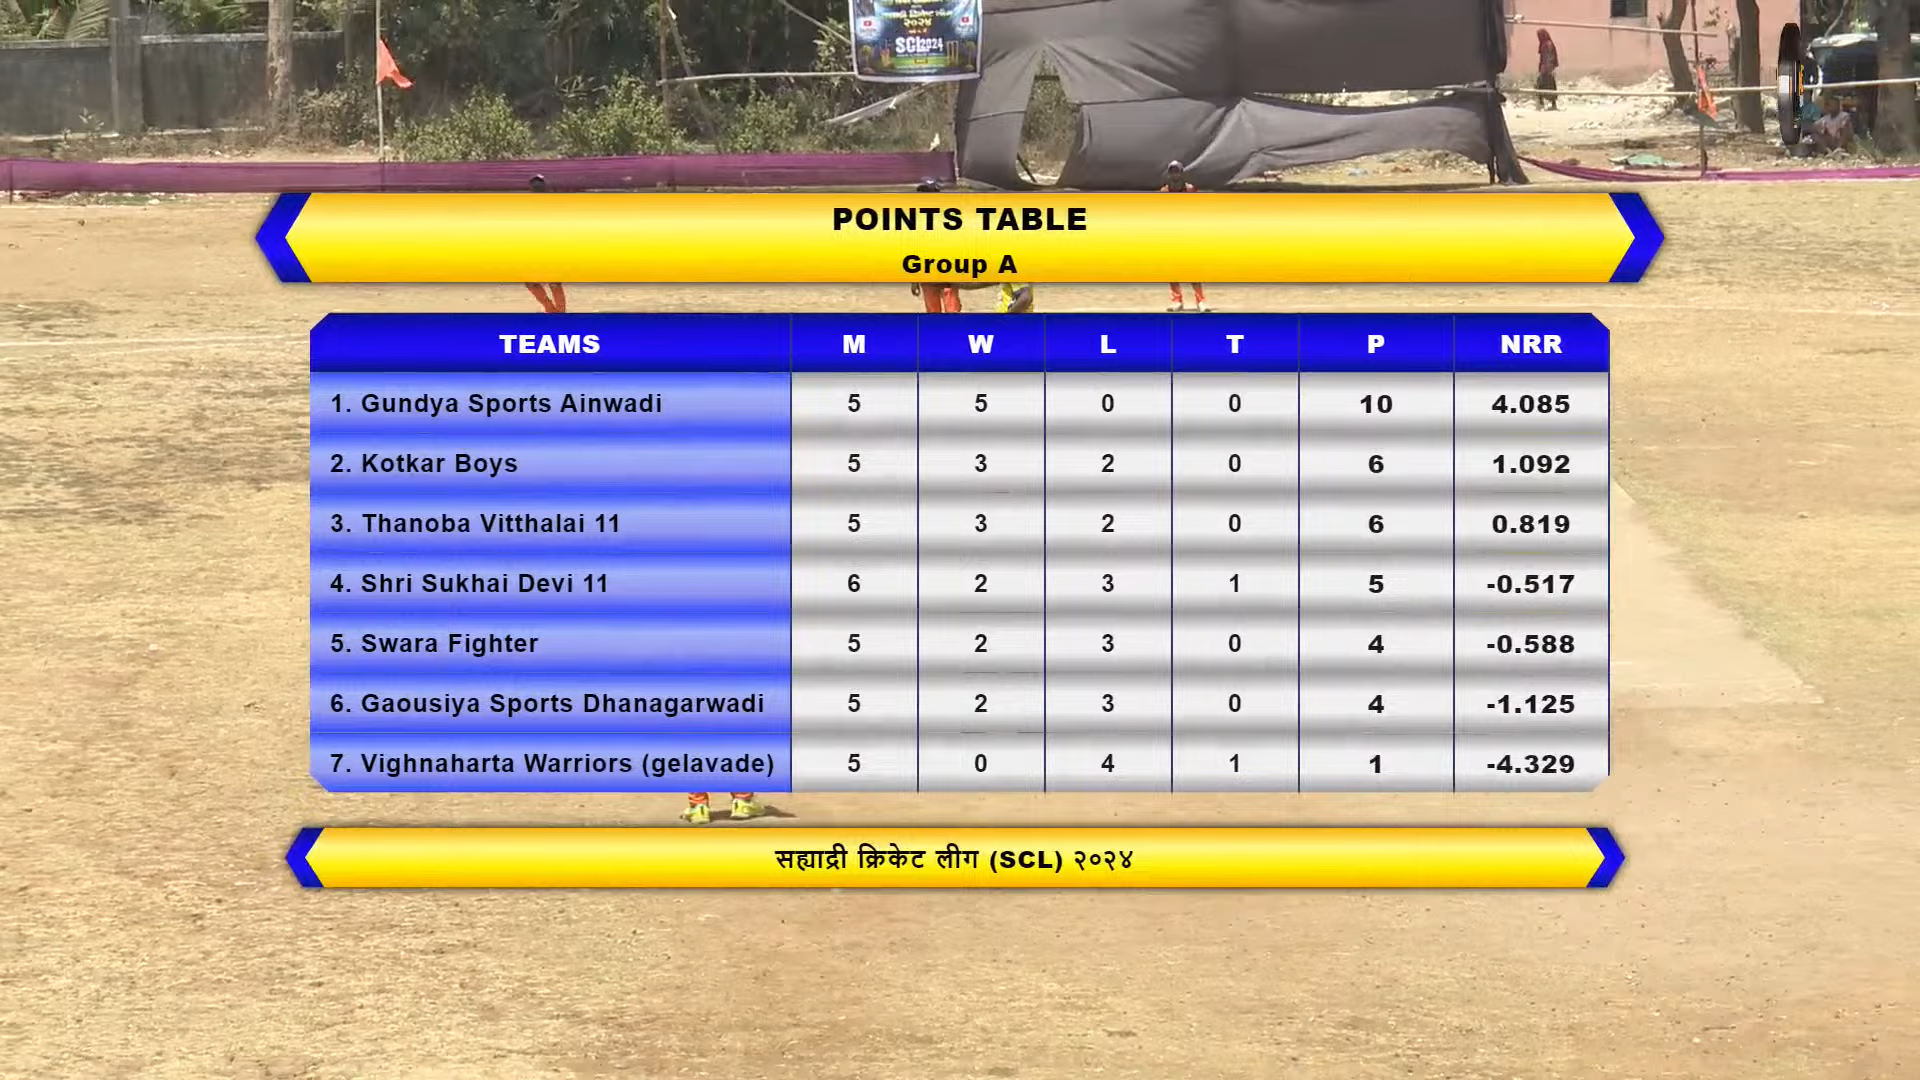 २०२४
SCL2024
POINTS TABLE
Group A
TEAMS M W L T P NRR
1. Gundya Sports Ainwadi 5 5 0 0 10 4.085
2. Kotkar Boys 5 3 2 0 6 1.092
3. Thanoba Vitthalai 11 5 3 2 0 6 0.819
4. Shri Sukhai Devi 11 6 2 3 1 5 -0.517
5. Swara Fighter 5 2 3 0 4 -0.588
6. Gaousiya Sports Dhanagarwadi 5 2 3 0 4 -1.125
7. Vighnaharta Warriors (gelavade) 5 0 4 1 1 -4.329
सह्याद्री क्रिकेट लीग (SCL) २०२४